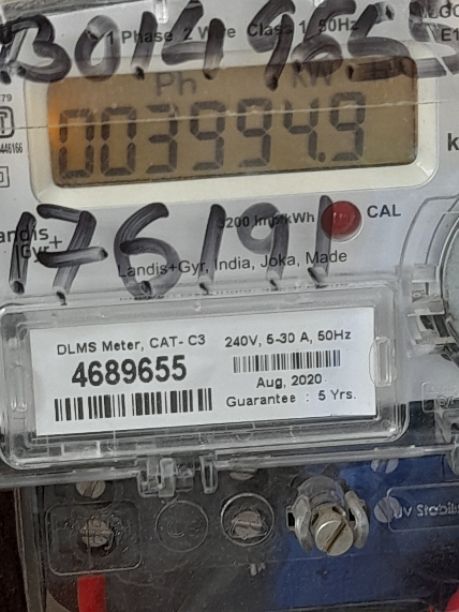 B0149655
1 Phase 2 Wire Class 1, 50Hz
Ph kW
003994.9
176191
3200 Imp/kWh
CAL
Landis+Gyr, India, Joka, Made
DLMS Meter, CAT- C3
240V, 5-30 A, 50Hz
4689655
Aug, 2020
Guarantee : 5 Yrs.